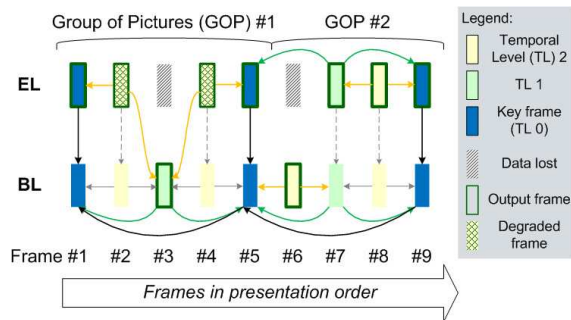 Group of Pictures (GOP) #1
GOP #2
EL
BL
Frame #1 #2 #3 #4 #5 #6 #7 #8 #9
Frames in presentation order
Legend:
Temporal
Level (TL) 2
TL 1
Key frame
(TL 0)
Data lost
Output frame
Degraded
frame